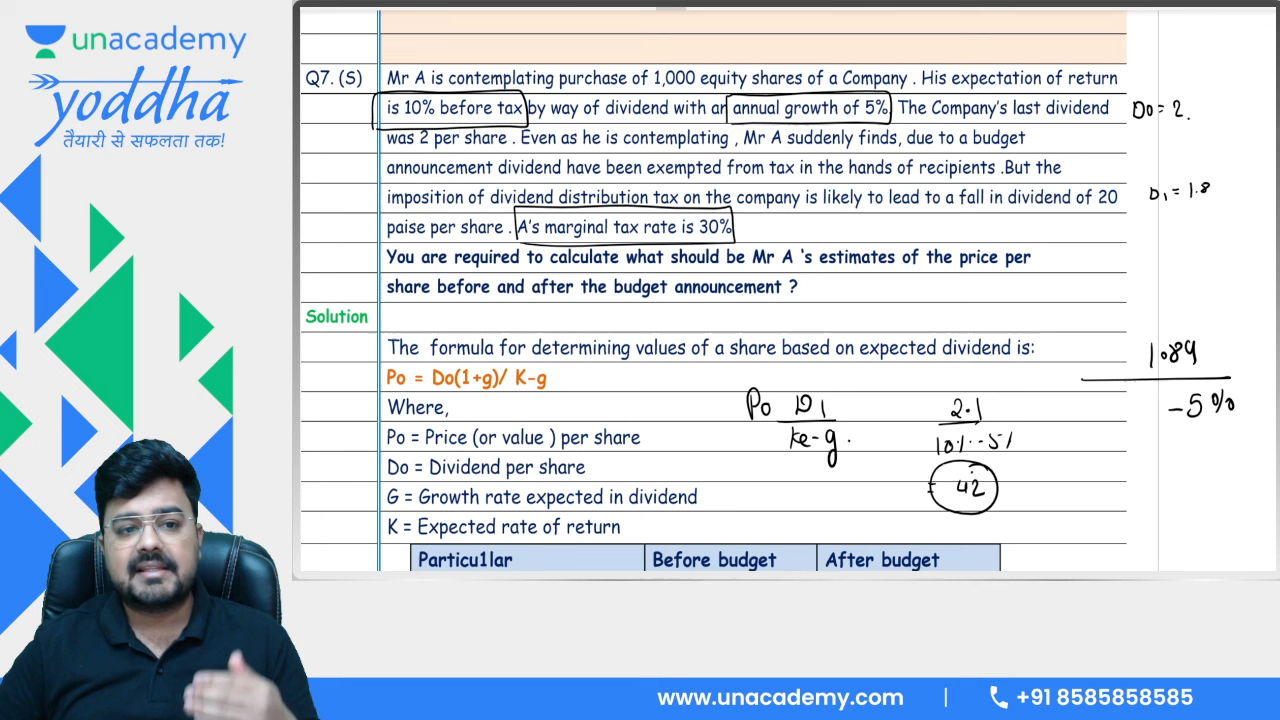 unacademy
yoddha
तैयारी से सफलता तक!
Q7. (S) Mr A is contemplating purchase of 1,000 equity shares of a Company . His expectation of return
is 10% before tax by way of dividend with an annual growth of 5% The Company's last dividend
was 2 per share . Even as he is contemplating , Mr A suddenly finds, due to a budget
announcement dividend have been exempted from tax in the hands of recipients .But the
imposition of dividend distribution tax on the company is likely to lead to a fall in dividend of 20
paise per share . A's marginal tax rate is 30%
You are required to calculate what should be Mr A 's estimates of the price per
share before and after the budget announcement ?
Do = 2.
D1 = 1.8
Solution
The formula for determining values of a share based on expected dividend is:
Po = Do(1+g)/ K-g
Where,
Po = Price (or value ) per share
Do = Dividend per share
G = Growth rate expected in dividend
K = Expected rate of return
Po D1
ke-g.
2.1
10%-5%
= 42
1.89
-5%
Particu1lar Before budget After budget
www.unacademy.com | +91 8585858585